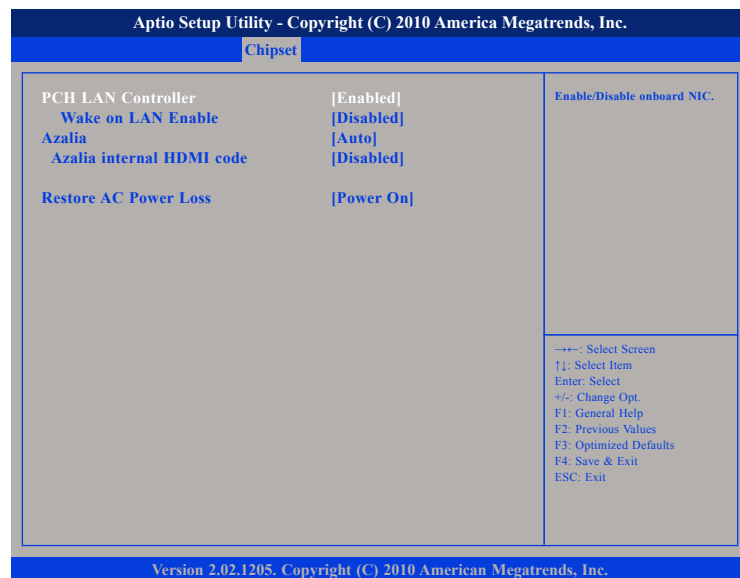 Aptio Setup Utility - Copyright (C) 2010 America Megatrends, Inc.
Chipset
PCH LAN Controller [Enabled]
Wake on LAN Enable [Disabled]
Azalia [Auto]
Azalia internal HDMI code [Disabled]
Restore AC Power Loss [Power On]
Enable/Disable onboard NIC.
→←: Select Screen
↑↓: Select Item
Enter: Select
+/-: Change Opt.
F1: General Help
F2: Previous Values
F3: Optimized Defaults
F4: Save & Exit
ESC: Exit
Version 2.02.1205. Copyright (C) 2010 American Megatrends, Inc.